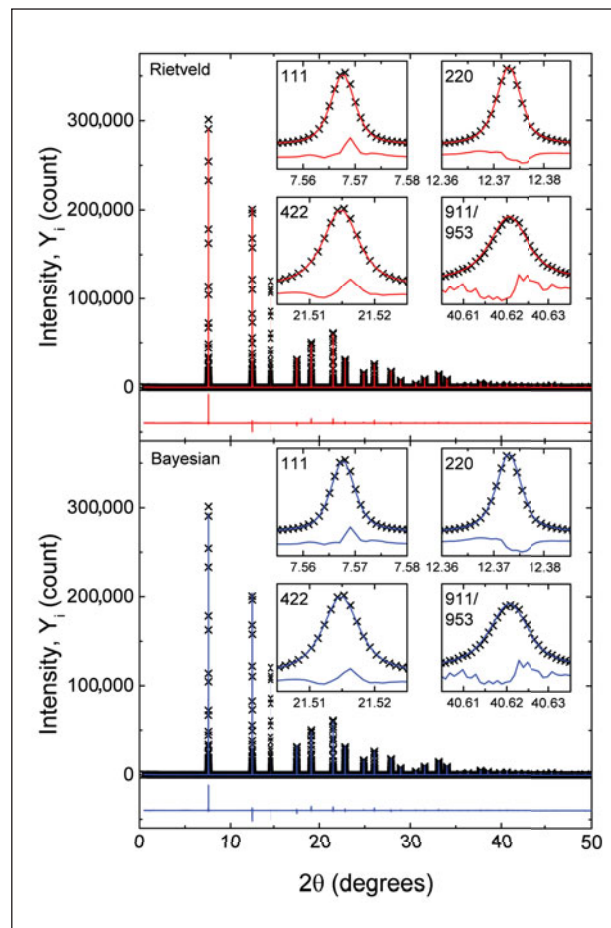 Rietveld
111
220
7.56 7.57 7.58
12.36 12.37 12.38
422
911/
953
21.51 21.52
40.61 40.62 40.63
300,000
200,000
100,000
0
Intensity, Yi (count)
Bayesian
111
220
7.56 7.57 7.58
12.36 12.37 12.38
422
911/
953
21.51 21.52
40.61 40.62 40.63
300,000
200,000
100,000
0
Intensity, Yi (count)
0 10 20 30 40 50
2θ (degrees)